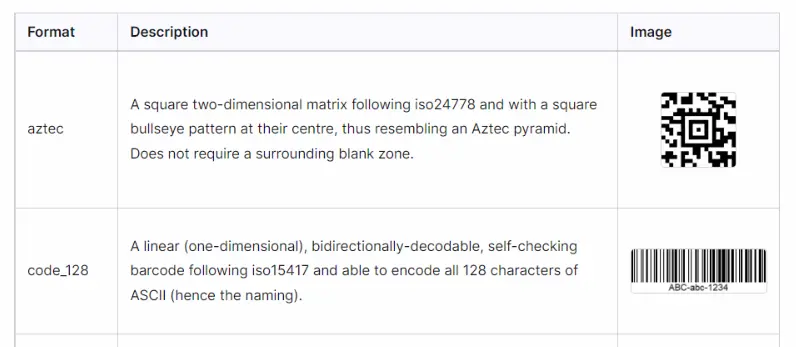 Format Description Image
aztec
A square two-dimensional matrix following iso24778 and with a square
bullseye pattern at their centre, thus resembling an Aztec pyramid.
Does not require a surrounding blank zone.
code_128
A linear (one-dimensional), bidirectionally-decodable, self-checking
barcode following iso15417 and able to encode all 128 characters of
ASCII (hence the naming).
ABC-abc-1234